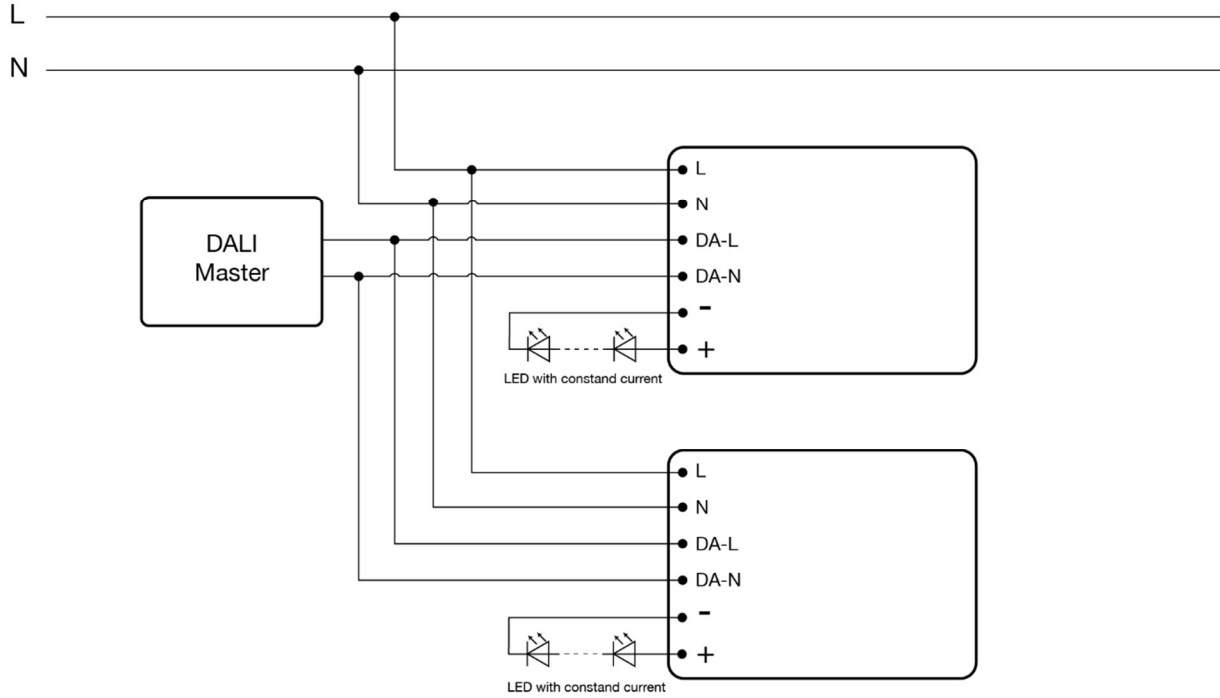 L
N
DALI
Master
L
N
DA-L
DA-N
-
+
LED with constand current
L
N
DA-L
DA-N
-
+
LED with constand current